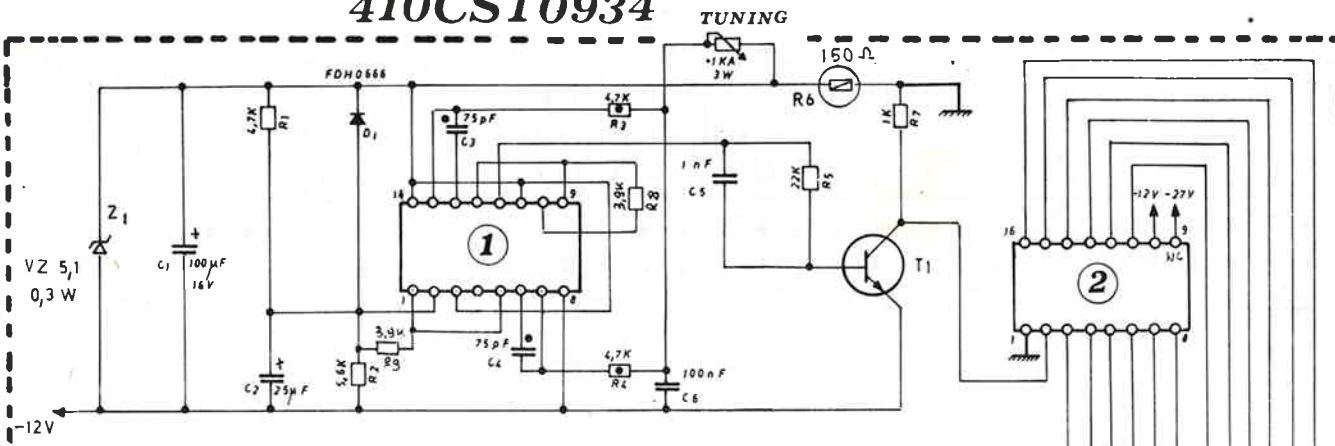 410CST0934
TUNING
+1KA
3W
150Ω
R6
FDH0666
4,7K
R1
D1
75pF
C3
4,7K
R3
1nF
C5
22K
R5
1K
R7
Z1
VZ 5,1
0,3 W
C1
+
100µF
16V
14
9
1
3,9K
R8
1
8
T1
-12V
-27V
16
9
NC
2
1
8
3,9K
R9
5,6K
R2
C2
+
25µF
75pF
C4
4,7K
R4
100nF
C6
-12V